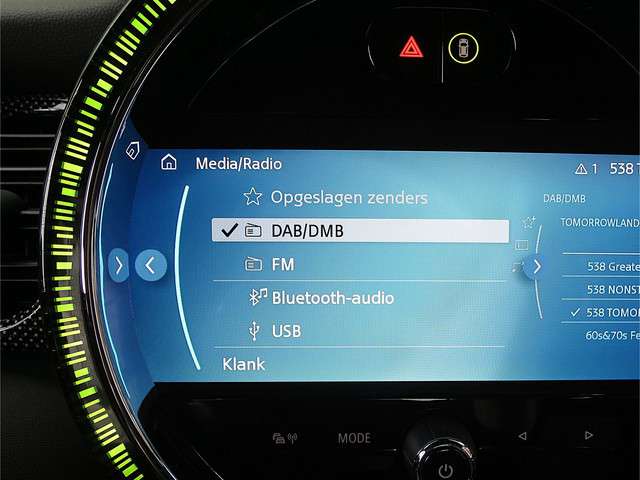 Media/Radio
1 538
Opgeslagen zenders
DAB/DMB
FM
Bluetooth-audio
USB
Klank
DAB/DMB
TOMORROWLAND
538 Greate
538 NONST
538 TOMO
60s&70s Fe
MODE